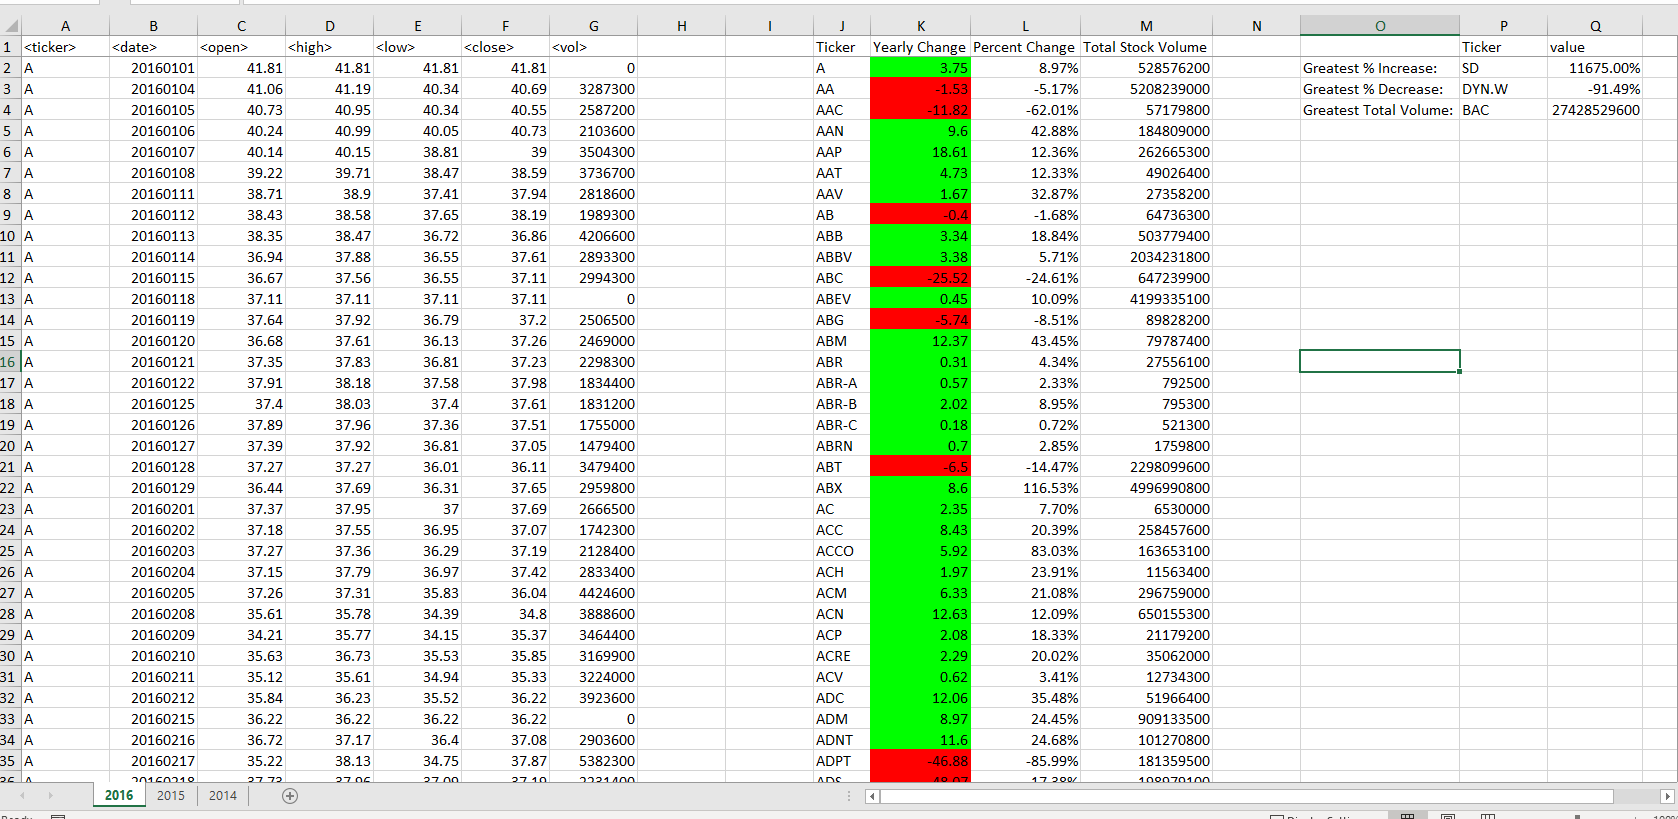 A B C D E F G H I J K L M N O P Q
1 <ticker> <date> <open> <high> <low> <close> <vol> Ticker Yearly Change Percent Change Total Stock Volume Ticker value
2 A 20160101 41.81 41.81 41.81 41.81 0 A 3.75 8.97% 528576200 Greatest % Increase: SD 11675.00%
3 A 20160104 41.06 41.19 40.34 40.69 3287300 AA -1.53 -5.17% 5208239000 Greatest % Decrease: DYN.W -91.49%
4 A 20160105 40.73 40.95 40.34 40.55 2587200 AAC -11.82 -62.01% 57179800 Greatest Total Volume: BAC 27428529600
5 A 20160106 40.24 40.99 40.05 40.73 2103600 AAN 9.6 42.88% 184809000
6 A 20160107 40.14 40.15 38.81 39 3504300 AAP 18.61 12.36% 262665300
7 A 20160108 39.22 39.71 38.47 38.59 3736700 AAT 4.73 12.33% 49026400
8 A 20160111 38.71 38.9 37.41 37.94 2818600 AAV 1.67 32.87% 27358200
9 A 20160112 38.43 38.58 37.65 38.19 1989300 AB -0.4 -1.68% 64736300
10 A 20160113 38.35 38.47 36.72 36.86 4206600 ABB 3.34 18.84% 503779400
11 A 20160114 36.94 37.88 36.55 37.61 2893300 ABBV 3.38 5.71% 2034231800
12 A 20160115 36.67 37.56 36.55 37.11 2994300 ABC -25.52 -24.61% 647239900
13 A 20160118 37.11 37.11 37.11 37.11 0 ABEV 0.45 10.09% 4199335100
14 A 20160119 37.64 37.92 36.79 37.2 2506500 ABG -5.74 -8.51% 89828200
15 A 20160120 36.68 37.61 36.13 37.26 2469000 ABM 12.37 43.45% 79787400
16 A 20160121 37.35 37.83 36.81 37.23 2298300 ABR 0.31 4.34% 27556100
17 A 20160122 37.91 38.18 37.58 37.98 1834400 ABR-A 0.57 2.33% 792500
18 A 20160125 37.4 38.03 37.4 37.61 1831200 ABR-B 2.02 8.95% 795300
19 A 20160126 37.89 37.96 37.36 37.51 1755000 ABR-C 0.18 0.72% 521300
20 A 20160127 37.39 37.92 36.81 37.05 1479400 ABRN 0.7 2.85% 1759800
21 A 20160128 37.27 37.27 36.01 36.11 3479400 ABT -6.5 -14.47% 2298099600
22 A 20160129 36.44 37.69 36.31 37.65 2959800 ABX 8.6 116.53% 4996990800
23 A 20160201 37.37 37.95 37 37.69 2666500 AC 2.35 7.70% 6530000
24 A 20160202 37.18 37.55 36.95 37.07 1742300 ACC 8.43 20.39% 258457600
25 A 20160203 37.27 37.36 36.29 37.19 2128400 ACCO 5.92 83.03% 163653100
26 A 20160204 37.15 37.79 36.97 37.42 2833400 ACH 1.97 23.91% 11563400
27 A 20160205 37.26 37.31 35.83 36.04 4424600 ACM 6.33 21.08% 296759000
28 A 20160208 35.61 35.78 34.39 34.8 3888600 ACN 12.63 12.09% 650155300
29 A 20160209 34.21 35.77 34.15 35.37 3464400 ACP 2.08 18.33% 21179200
30 A 20160210 35.63 36.73 35.53 35.85 3169900 ACRE 2.29 20.02% 35062000
31 A 20160211 35.12 35.61 34.94 35.33 3224000 ACV 0.62 3.41% 12734300
32 A 20160212 35.84 36.23 35.52 36.22 3923600 ADC 12.06 35.48% 51966400
33 A 20160215 36.22 36.22 36.22 36.22 0 ADM 8.97 24.45% 909133500
34 A 20160216 36.72 37.17 36.4 37.08 2903600 ADNT 11.6 24.68% 101270800
35 A 20160217 35.22 38.13 34.75 37.87 5382300 ADPT -46.88 -85.99% 181359500
2016 2015 2014